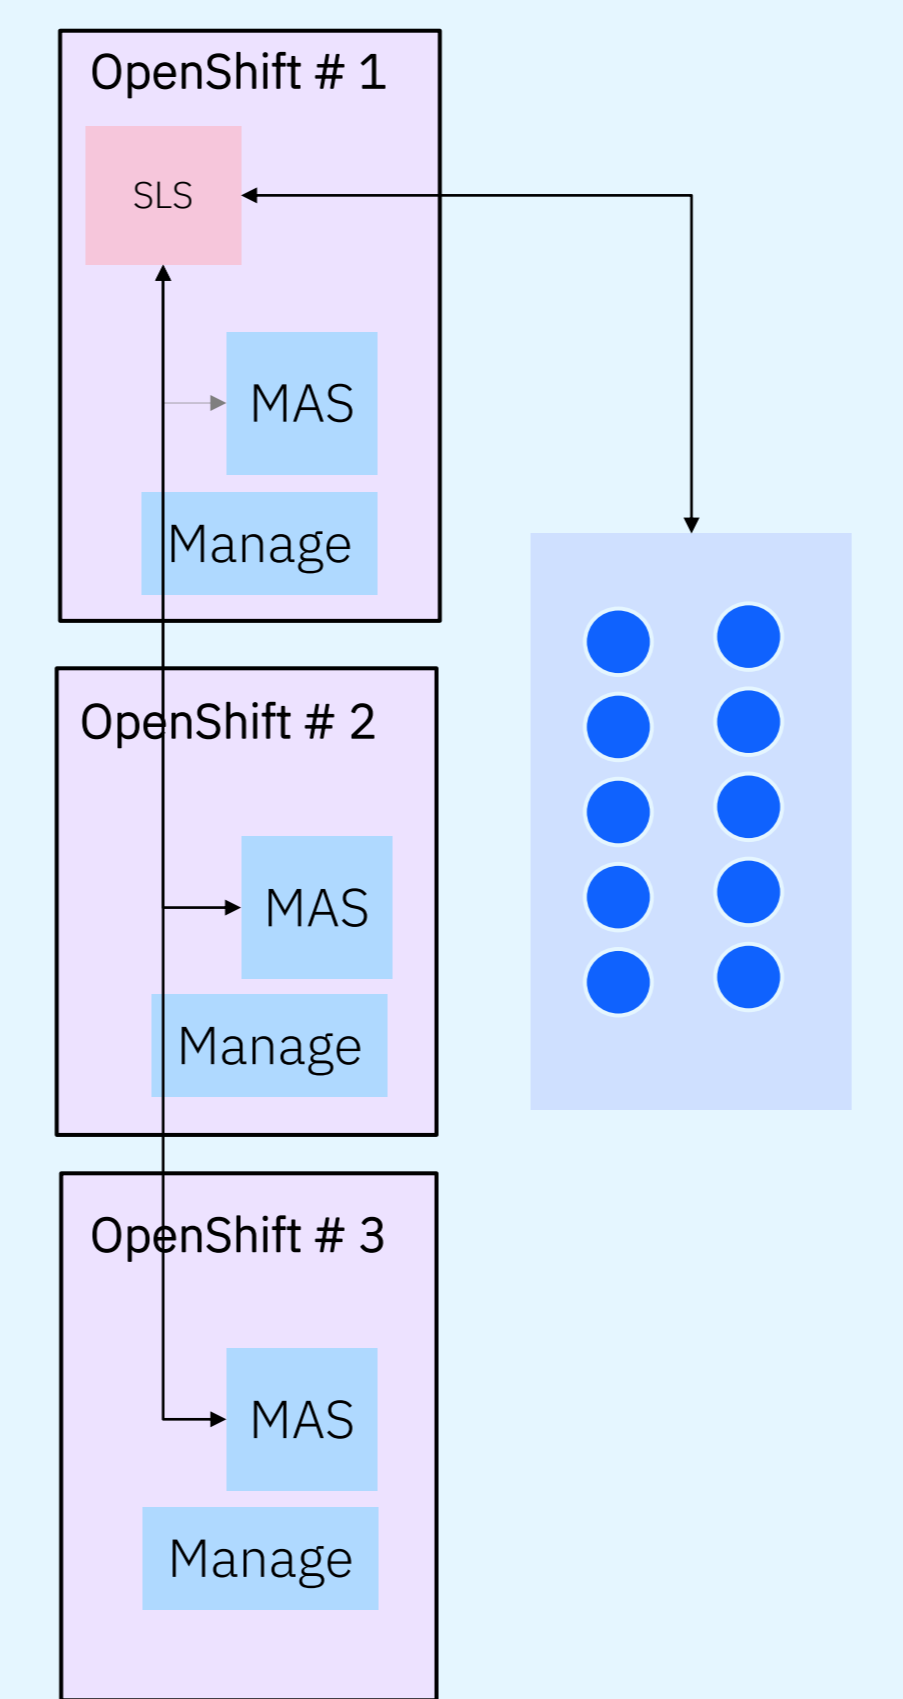 OpenShift # 1
SLS
MAS
Manage
OpenShift # 2
MAS
Manage
OpenShift # 3
MAS
Manage